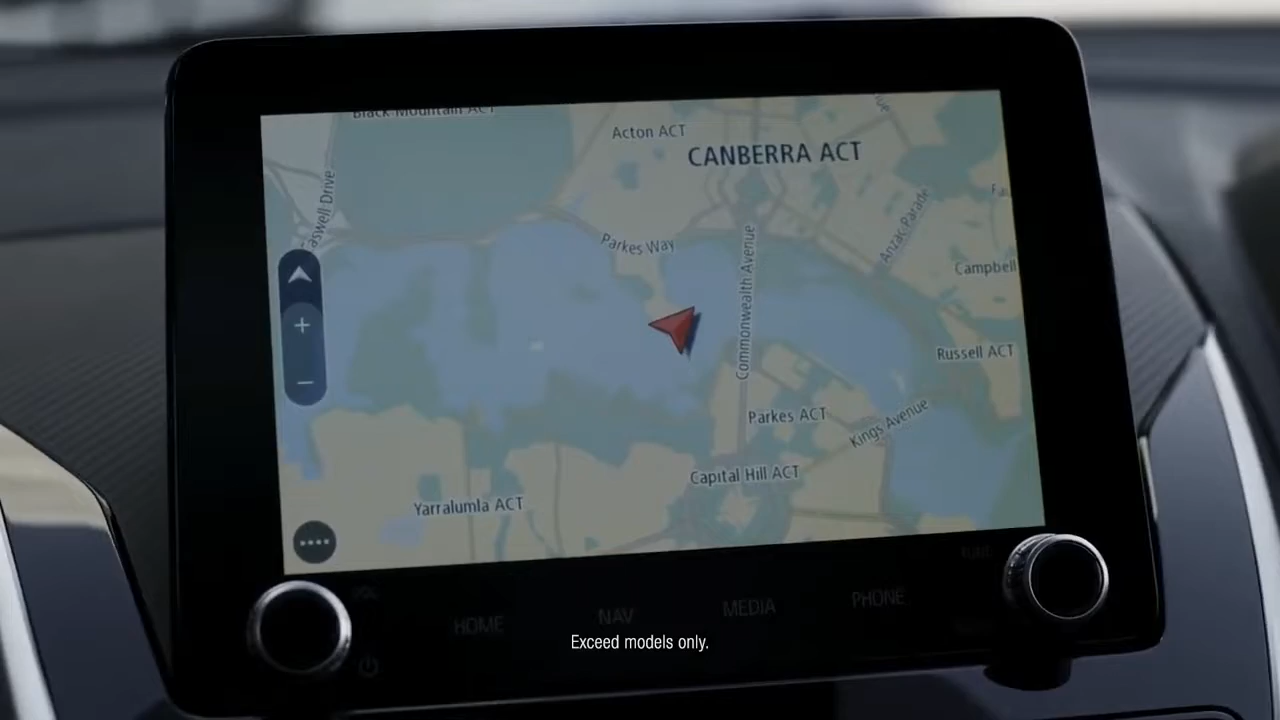 Black Mountain ACT
Acton ACT
CANBERRA ACT
Parkes Way
Commonwealth Avenue
Anzac Parade
Campbell
Russell ACT
Parkes ACT
Kings Avenue
Capital Hill ACT
Yarralumla ACT
HOME
NAV
MEDIA
PHONE
Exceed models only.